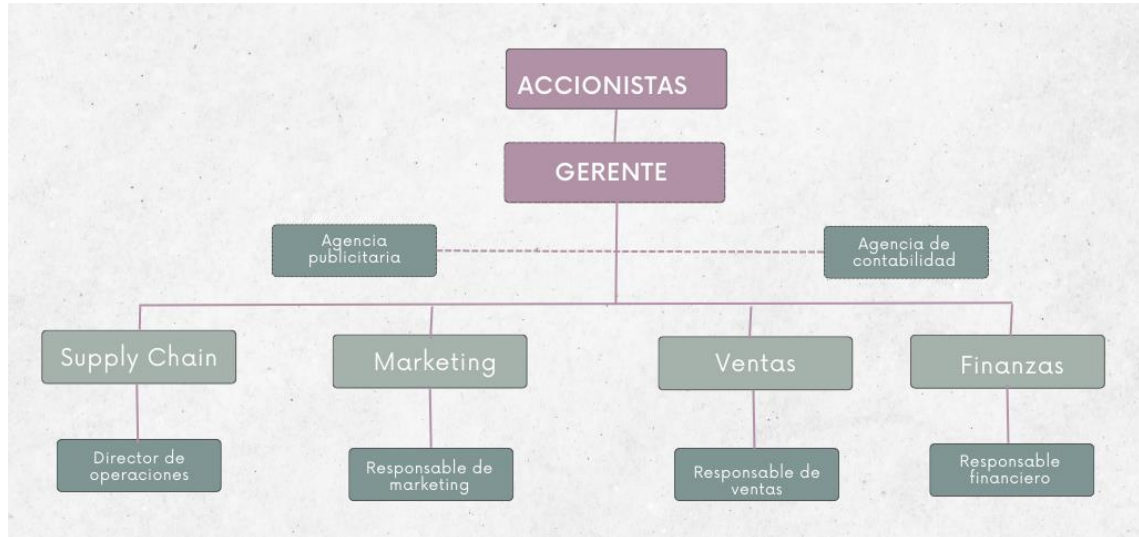 ACCIONISTAS
GERENTE
Agencia
publicitaria
Agencia de
contabilidad
Supply Chain
Marketing
Ventas
Finanzas
Director de
operaciones
Responsable de
marketing
Responsable de
ventas
Responsable
financiero